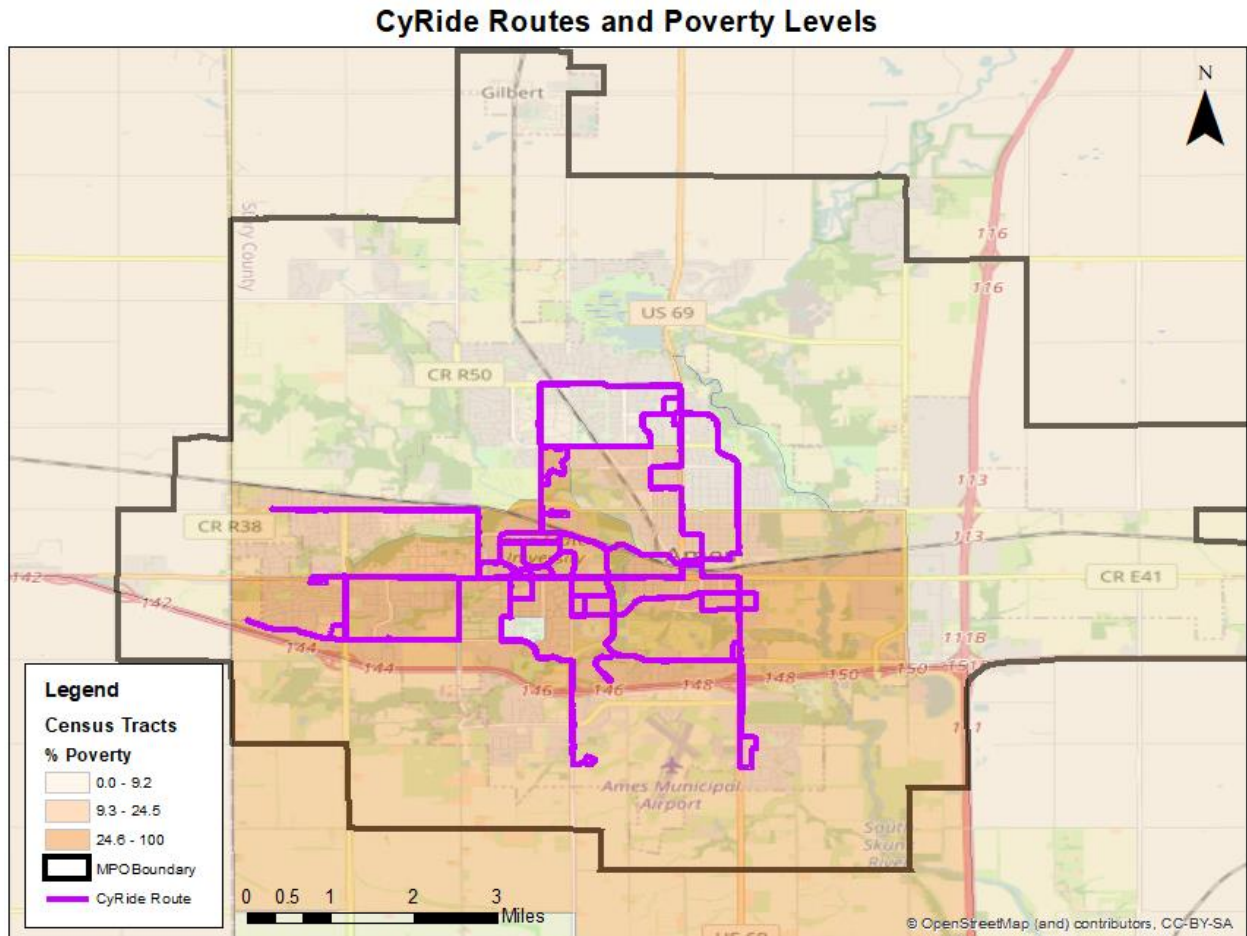 CyRide Routes and Poverty Levels
N
Gilbert
Story County
116
116
US 69
CR R50
113
113
CR R38
Ames
CR E41
142
142
111B
144
144
146
146
148
148
150
150
151
Ames Municipal
Airport
South
Skunk
River
US 69
Legend
Census Tracts
% Poverty
0.0 - 9.2
9.3 - 24.5
24.6 - 100
MPOBoundary
CyRide Route
0 0.5 1 2 3
Miles
© OpenStreetMap (and) contributors, CC-BY-SA